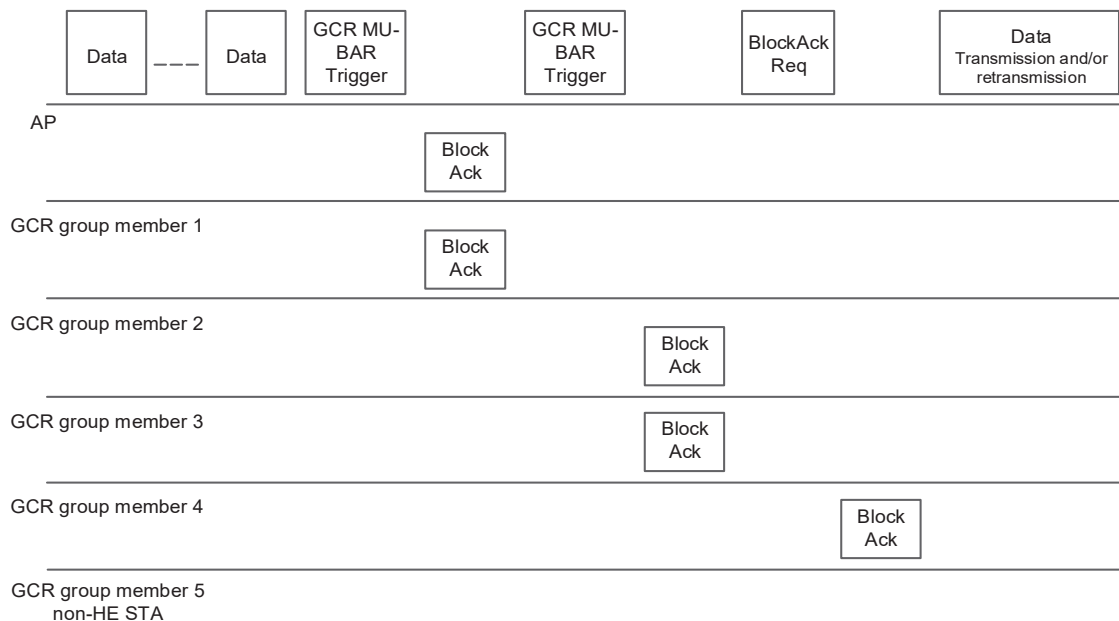 Data
Data
GCR MU-
BAR
Trigger
GCR MU-
BAR
Trigger
BlockAck
Req
Data
Transmission and/or
retransmission
AP
Block
Ack
GCR group member 1
Block
Ack
GCR group member 2
Block
Ack
GCR group member 3
Block
Ack
GCR group member 4
Block
Ack
GCR group member 5
non-HE STA